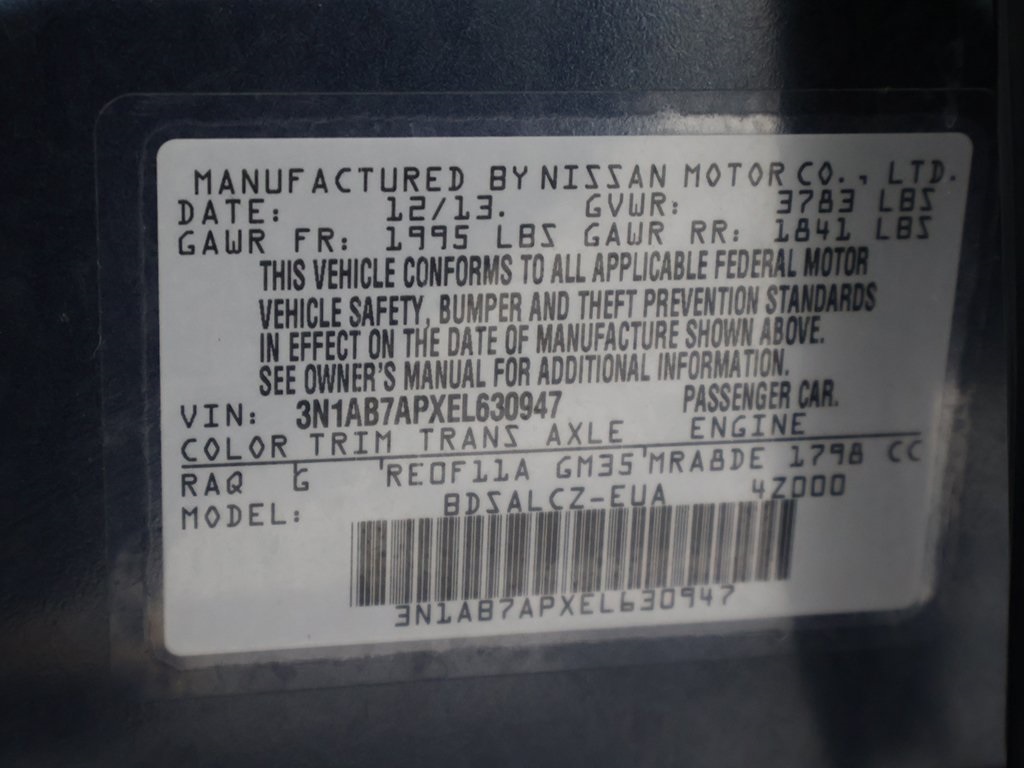 MANUFACTURED BY NISSAN MOTOR CO., LTD.
DATE: 12/13. GVWR: 3783 LBS
GAWR FR: 1995 LBS GAWR RR: 1841 LBS
THIS VEHICLE CONFORMS TO ALL APPLICABLE FEDERAL MOTOR
VEHICLE SAFETY, BUMPER AND THEFT PREVENTION STANDARDS
IN EFFECT ON THE DATE OF MANUFACTURE SHOWN ABOVE.
SEE OWNER'S MANUAL FOR ADDITIONAL INFORMATION.
VIN: 3N1AB7APXEL630947 PASSENGER CAR.
COLOR TRIM TRANS AXLE ENGINE
RAQ G RE0F11A GM35 MRA8DE 1798 CC
MODEL: BDSALCZ-EUA 4Z000
3N1AB7APXEL630947